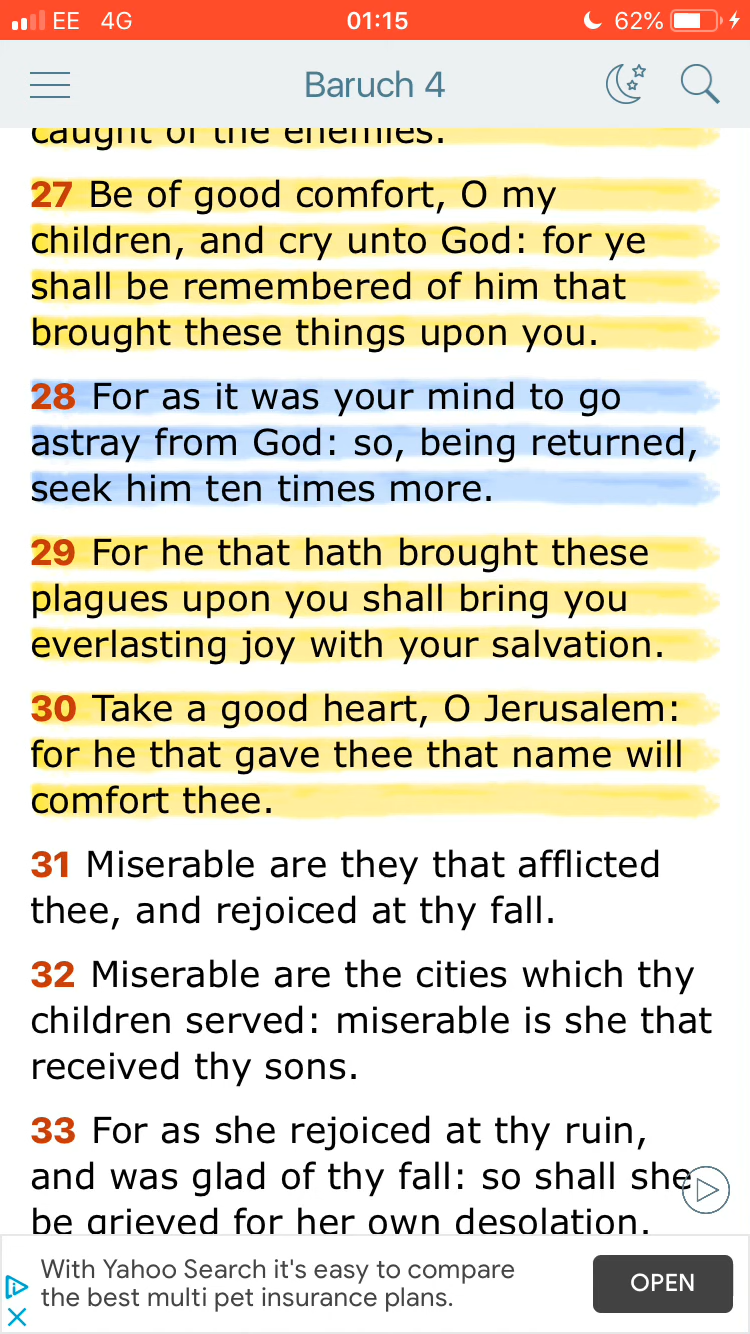 EE 4G 01:15 62%
Baruch 4
caught of the enemies.
27 Be of good comfort, O my
children, and cry unto God: for ye
shall be remembered of him that
brought these things upon you.
28 For as it was your mind to go
astray from God: so, being returned,
seek him ten times more.
29 For he that hath brought these
plagues upon you shall bring you
everlasting joy with your salvation.
30 Take a good heart, O Jerusalem:
for he that gave thee that name will
comfort thee.
31 Miserable are they that afflicted
thee, and rejoiced at thy fall.
32 Miserable are the cities which thy
children served: miserable is she that
received thy sons.
33 For as she rejoiced at thy ruin,
and was glad of thy fall: so shall she
be grieved for her own desolation.
With Yahoo Search it's easy to compare
the best multi pet insurance plans.
OPEN